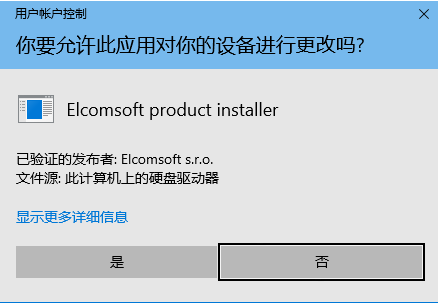 用户帐户控制
你要允许此应用对你的设备进行更改吗?
Elcomsoft product installer
已验证的发布者: Elcomsoft s.r.o.
文件源: 此计算机上的硬盘驱动器
显示更多详细信息
是
否